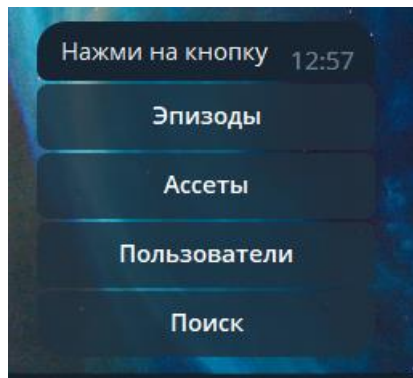 Нажми на кнопку 12:57
Эпизоды
Ассеты
Пользователи
Поиск